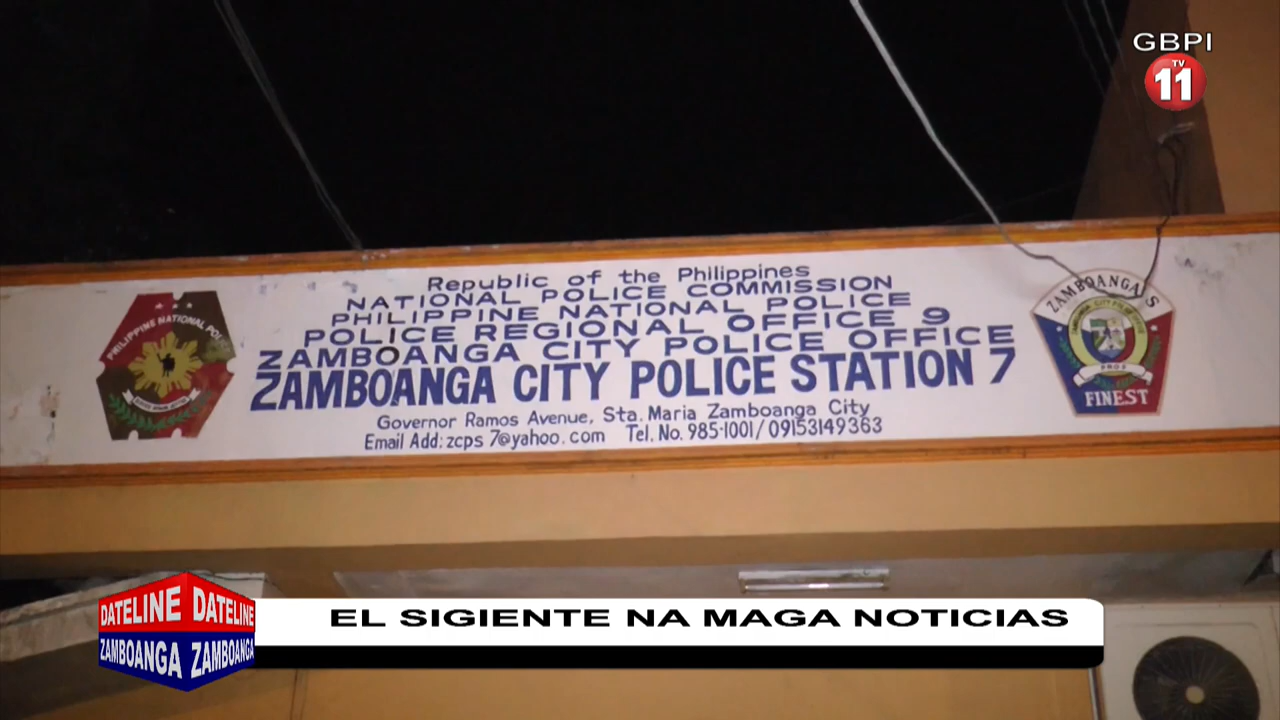 GBPI
TV
11
Republic of the Philippines
NATIONAL POLICE COMMISSION
PHILIPPINE NATIONAL POLICE
POLICE REGIONAL OFFICE 9
ZAMBOANGA CITY POLICE OFFICE
ZAMBOANGA CITY POLICE STATION 7
Governor Ramos Avenue, Sta. Maria Zamboanga City
Email Add: zcps 7@yahoo.com Tel. No. 985-1001/09153149363
PHILIPPINE NATIONAL POLI
ZAMBOANGA'S
FINEST
DATELINE DATELINE
ZAMBOANGA ZAMBOANGA
EL SIGIENTE NA MAGA NOTICIAS